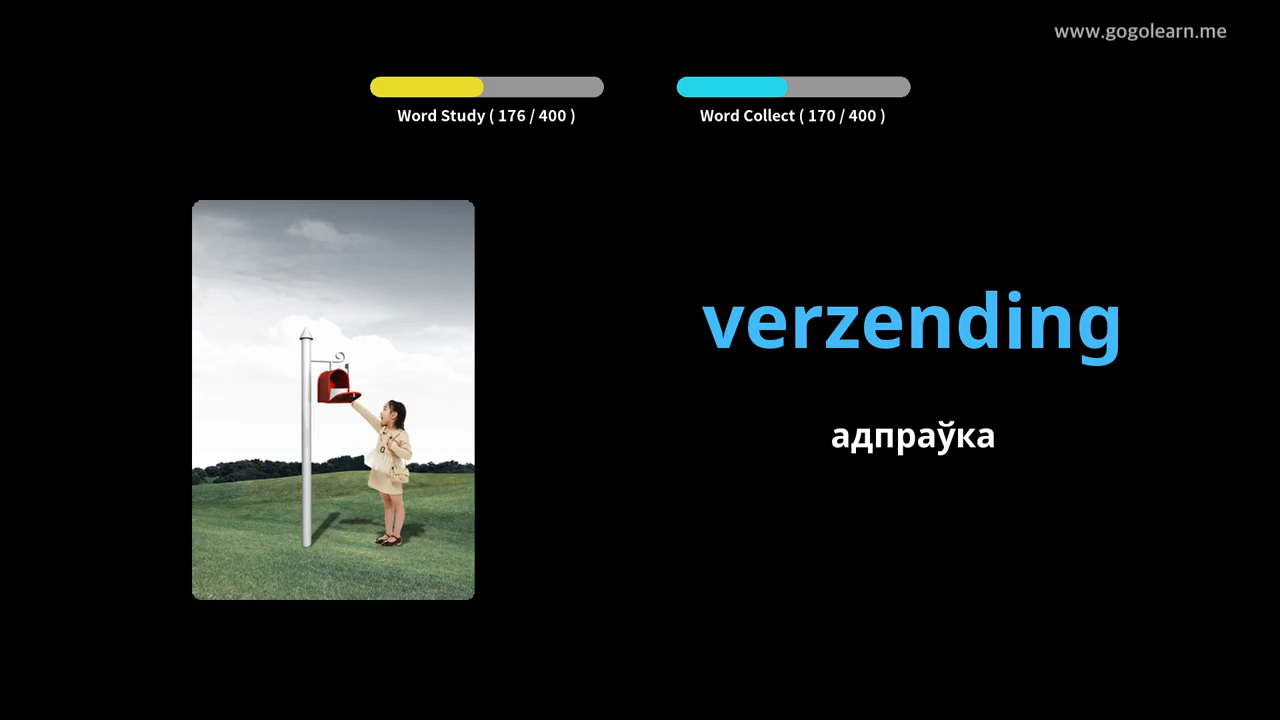 www.gogolearn.me
Word Study ( 176 / 400 )
Word Collect ( 170 / 400 )
verzending
адпраўка